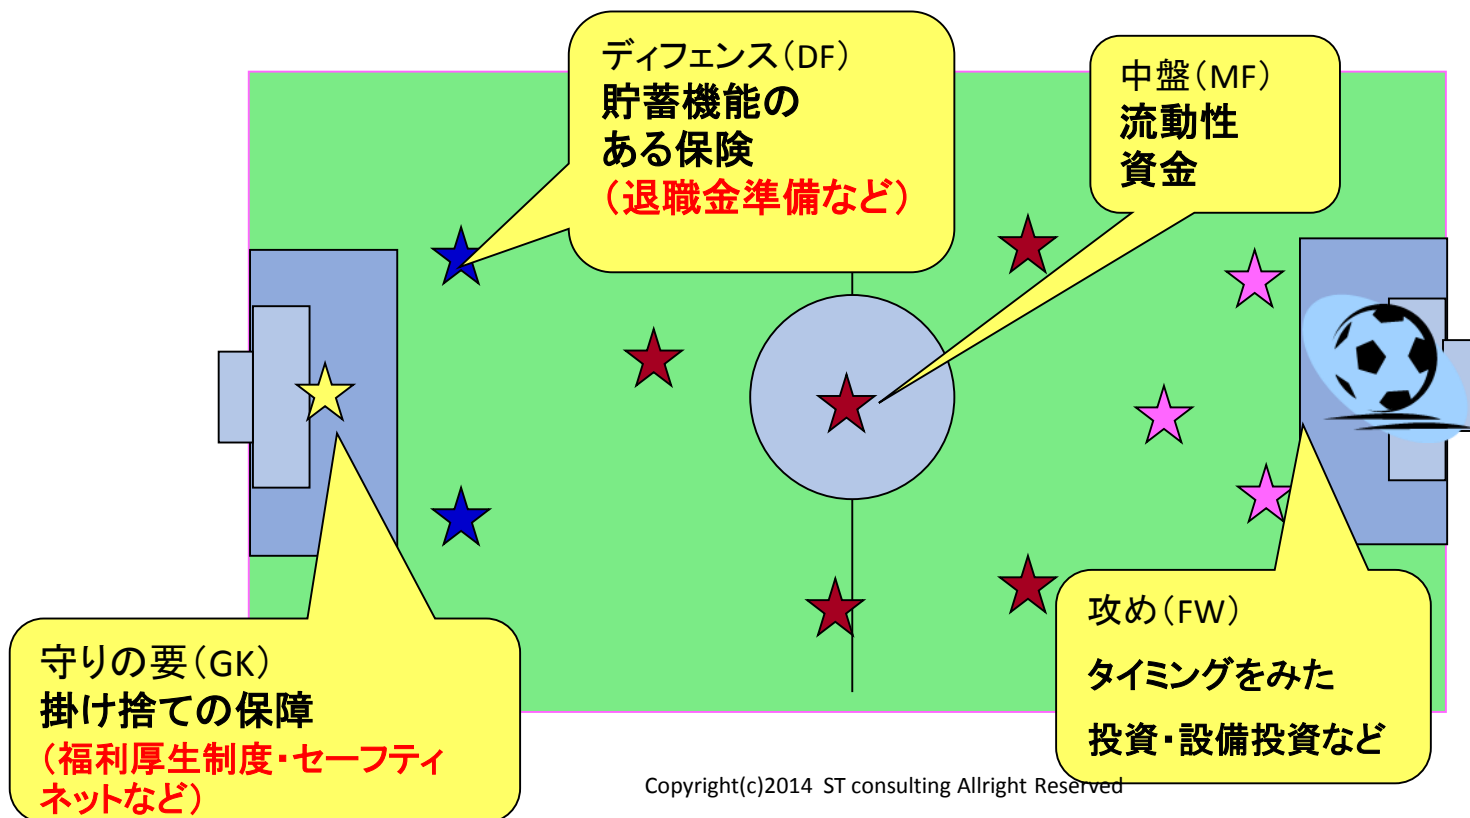 ディフェンス(DF)
貯蓄機能の
ある保険
(退職金準備など)
中盤(MF)
流動性
資金
守りの要(GK)
掛け捨ての保障
(福利厚生制度・セーフティ
ネットなど)
攻め(FW)
タイミングをみた
投資・設備投資など
Copyright(c)2014 ST consulting Allright Reserved